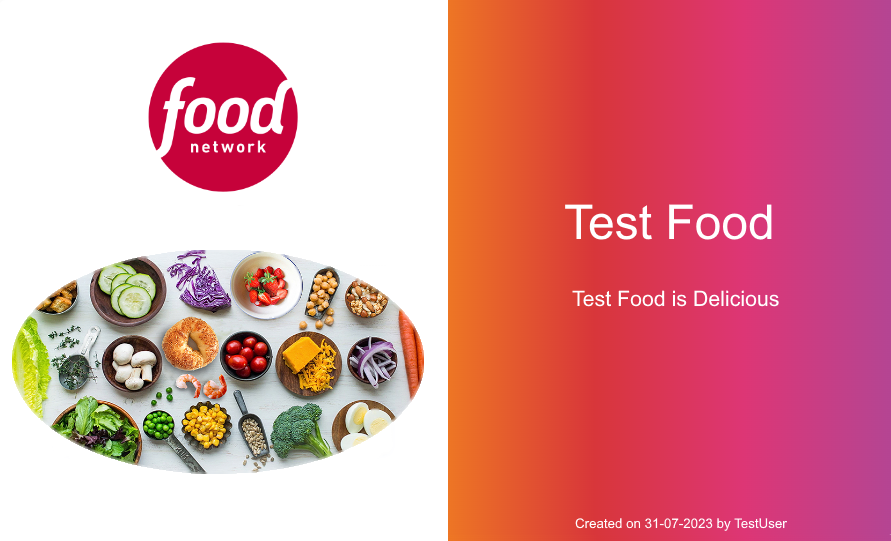 food
network
Test Food
Test Food is Delicious
Created on 31-07-2023 by TestUser